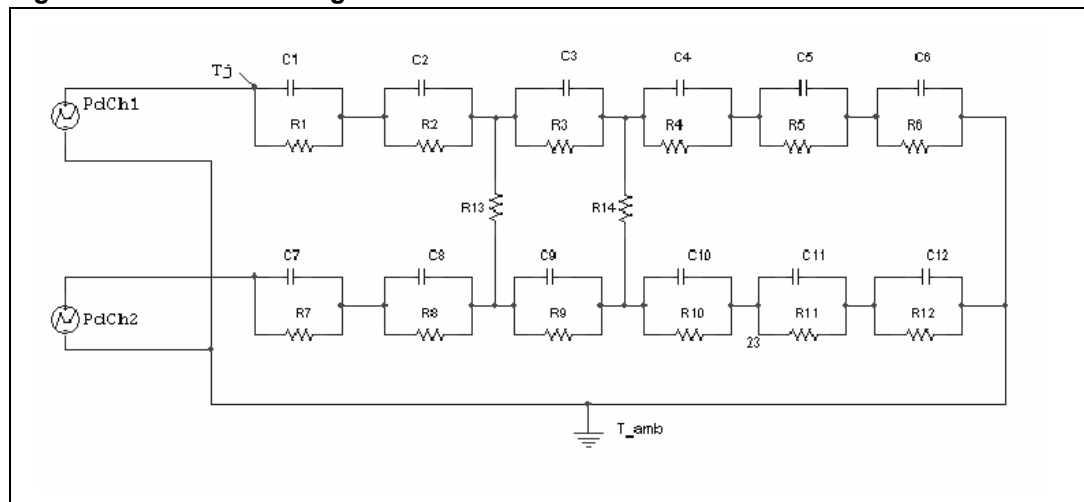 C1 C2 C3 C4 C5 C6
Tj
PdCh1
R1 R2 R3 R4 R5 R6
R13 R14
C7 C8 C9 C10 C11 C12
PdCh2
R7 R8 R9 R10 R11 R12
23
T_amb